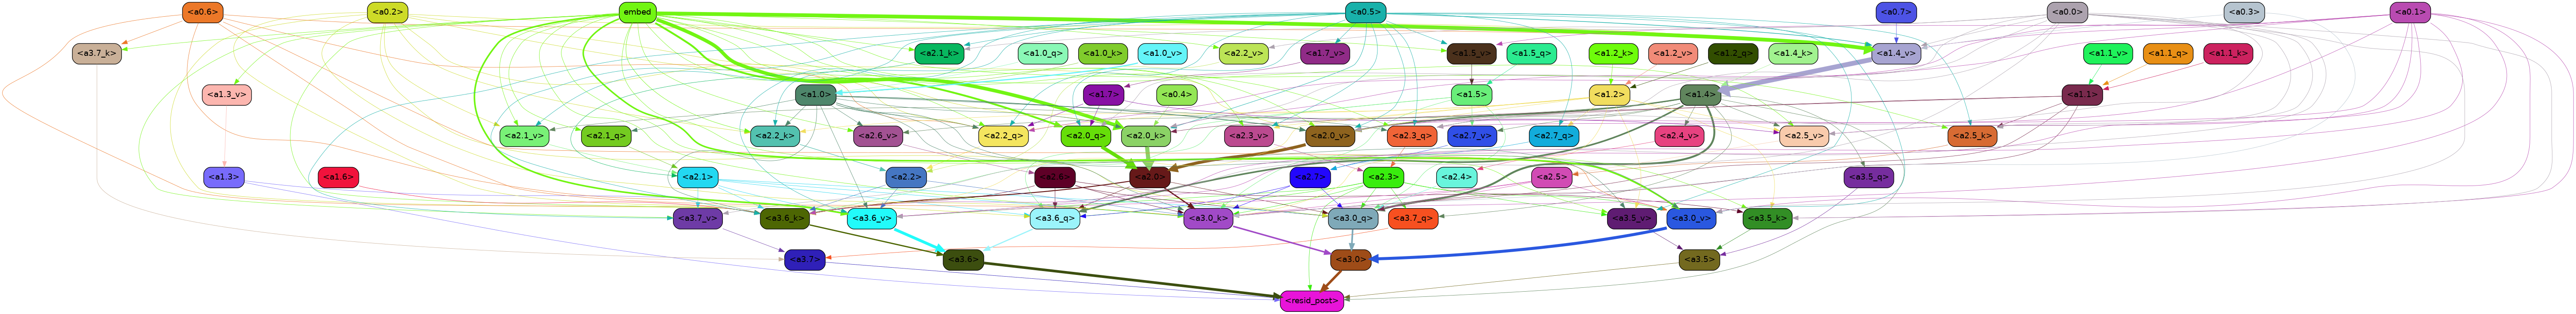 <a0.6> <a0.2> embed <a0.5> <a0.7> <a0.0> <a0.3> <a0.1>
<a3.7_k> <a2.1_k> <a1.0_q> <a1.0_k> <a1.0_v> <a2.2_v> <a1.7_v> <a1.5_v> <a1.5_q> <a1.2_k> <a1.2_v> <a1.2_q> <a1.4_k> <a1.4_v> <a1.1_v> <a1.1_q> <a1.1_k>
<a1.3_v> <a1.0> <a1.7> <a0.4> <a1.5> <a1.2> <a1.4> <a1.1>
<a2.1_v> <a2.1_q> <a2.2_k> <a2.6_v> <a2.2_q> <a2.0_q> <a2.0_k> <a2.3_v> <a2.0_v> <a2.3_q> <a2.7_v> <a2.7_q> <a2.4_v> <a2.5_v> <a2.5_k>
<a1.3> <a1.6> <a2.1> <a2.2> <a2.6> <a2.0> <a2.7> <a2.3> <a2.4> <a2.5> <a3.5_q>
<a3.7_v> <a3.6_k> <a3.6_v> <a3.6_q> <a3.0_k> <a3.0_q> <a3.7_q> <a3.5_v> <a3.0_v> <a3.5_k>
<a3.7> <a3.6> <a3.0> <a3.5>
<resid_post>